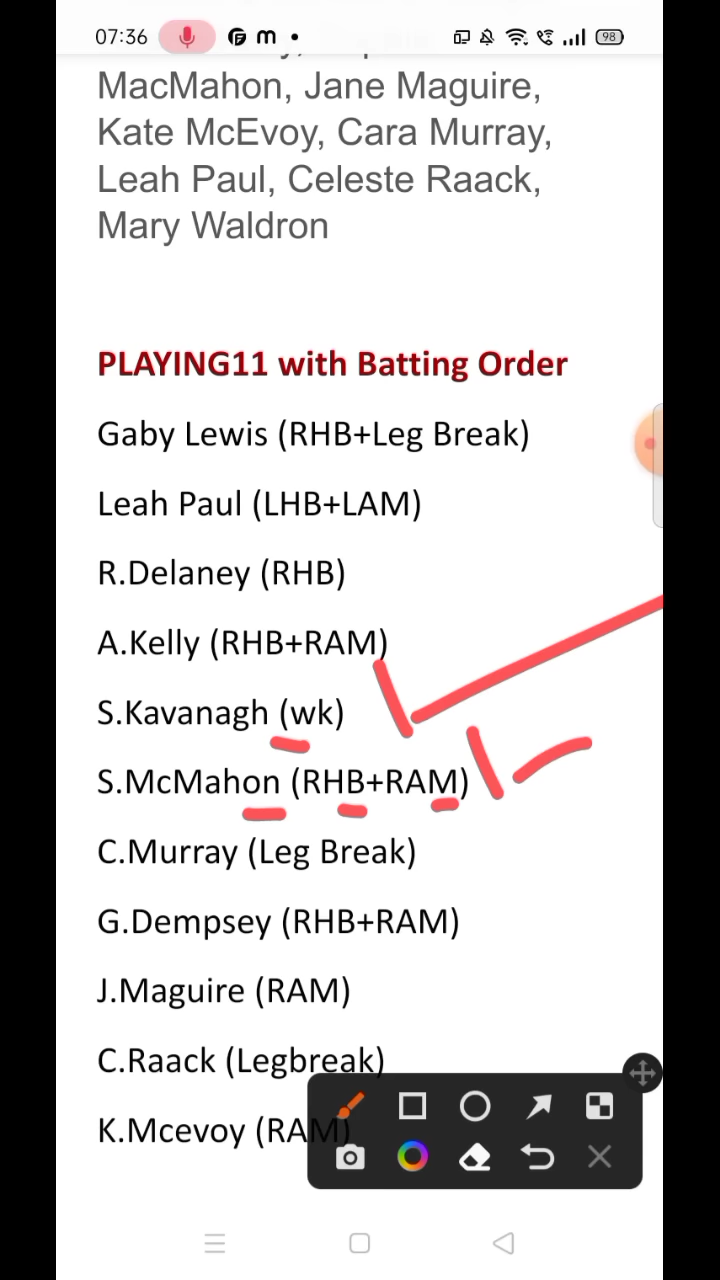 07:36
98
MacMahon, Jane Maguire,
Kate McEvoy, Cara Murray,
Leah Paul, Celeste Raack,
Mary Waldron
PLAYING11 with Batting Order
Gaby Lewis (RHB+Leg Break)
Leah Paul (LHB+LAM)
R.Delaney (RHB)
A.Kelly (RHB+RAM)
S.Kavanagh (wk)
S.McMahon (RHB+RAM)
C.Murray (Leg Break)
G.Dempsey (RHB+RAM)
J.Maguire (RAM)
C.Raack (Legbreak)
K.Mcevoy (RAM)